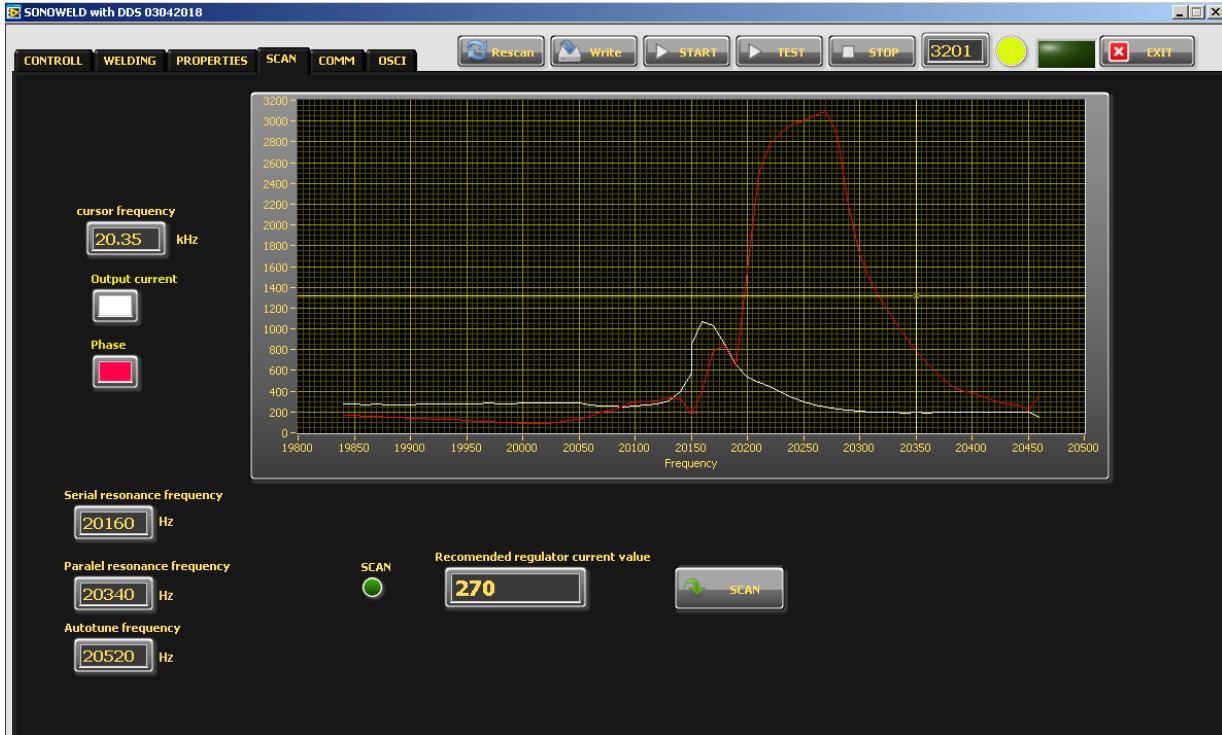 SONOWELD with DDS 03042018
CONTROLL WELDING PROPERTIES SCAN COMM OSCI
Rescan Write START TEST STOP 3201 EXIT
3200
3000
2800
2600
2400
2200
2000
1800
1600
1400
1200
1000
800
600
400
200
0
19800 19850 19900 19950 20000 20050 20100 20150 20200 20250 20300 20350 20400 20450 20500
Frequency
cursor frequency
20.35 kHz
Output current
Phase
Serial resonance frequency
20160 Hz
Paralel resonance frequency
20340 Hz
Autotune frequency
20520 Hz
SCAN
Recomended regulator current value
270
SCAN